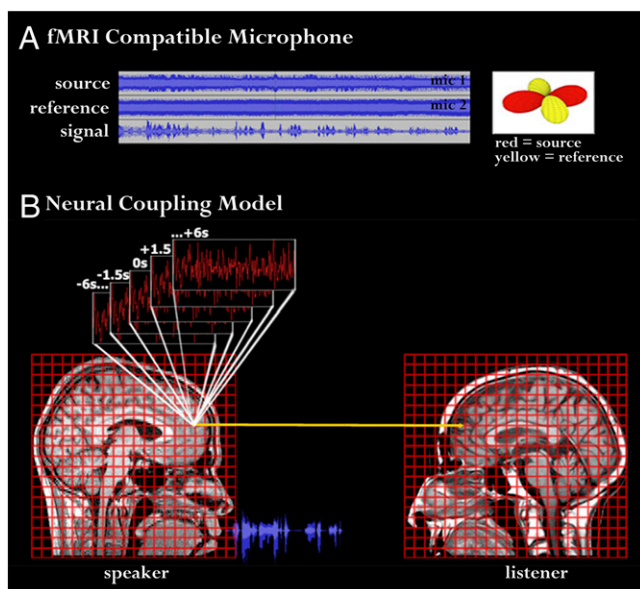 A fMRI Compatible Microphone
source
mic 1
reference
mic 2
signal
red = source
yellow = reference
B Neural Coupling Model
-6s...
-1.5s
0s
+1.5
...+6s
speaker
listener